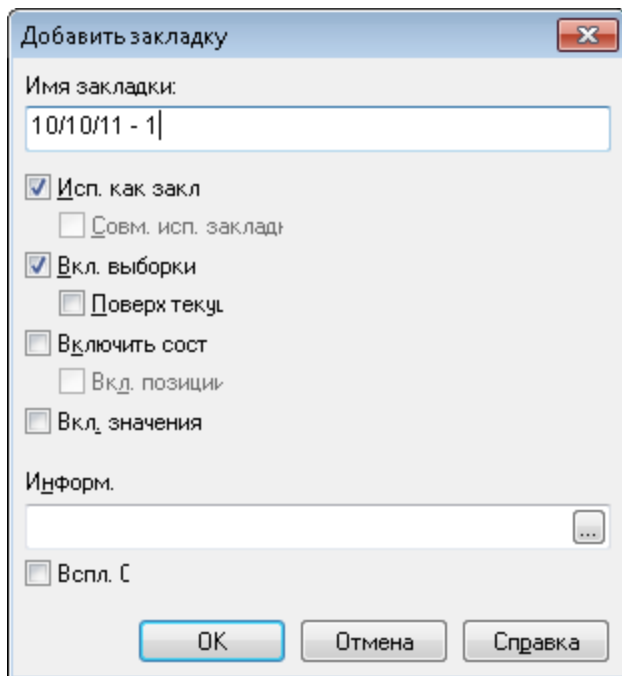 Добавить закладку
Имя закладки:
10/10/11 - 1
Исп. как закл
Совм. исп. закладк
Вкл. выборки
Поверх текущ
Включить сост
Вкл. позиции
Вкл. значения
Информ.
...
Вспл. С
ОК Отмена Справка